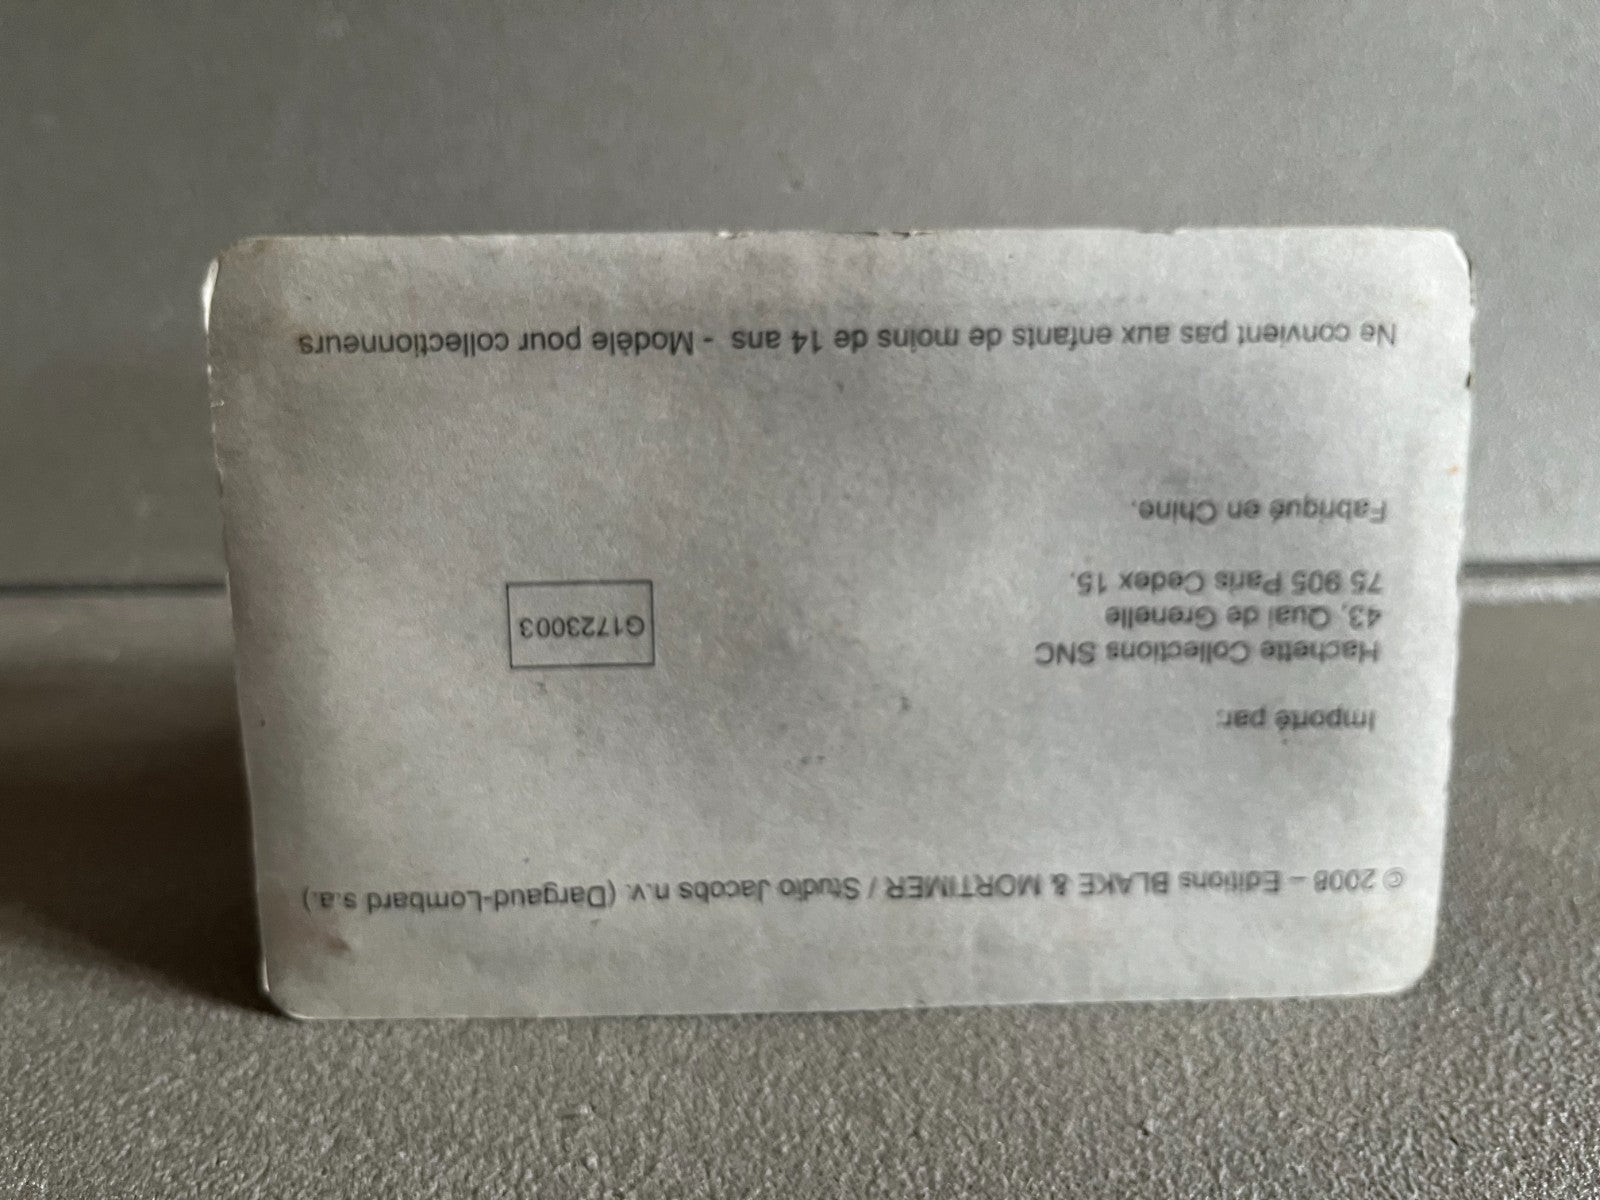 © 2008 – Editions BLAKE & MORTIMER / Studio Jacobs n.v. (Dargaud-Lombard s.a.)
Importé par:
Hachette Collections SNC
43, Quai de Grenelle
75 905 Paris Cedex 15.
G1723003
Fabriqué en Chine.
Ne convient pas aux enfants de moins de 14 ans - Modèle pour collectionneurs